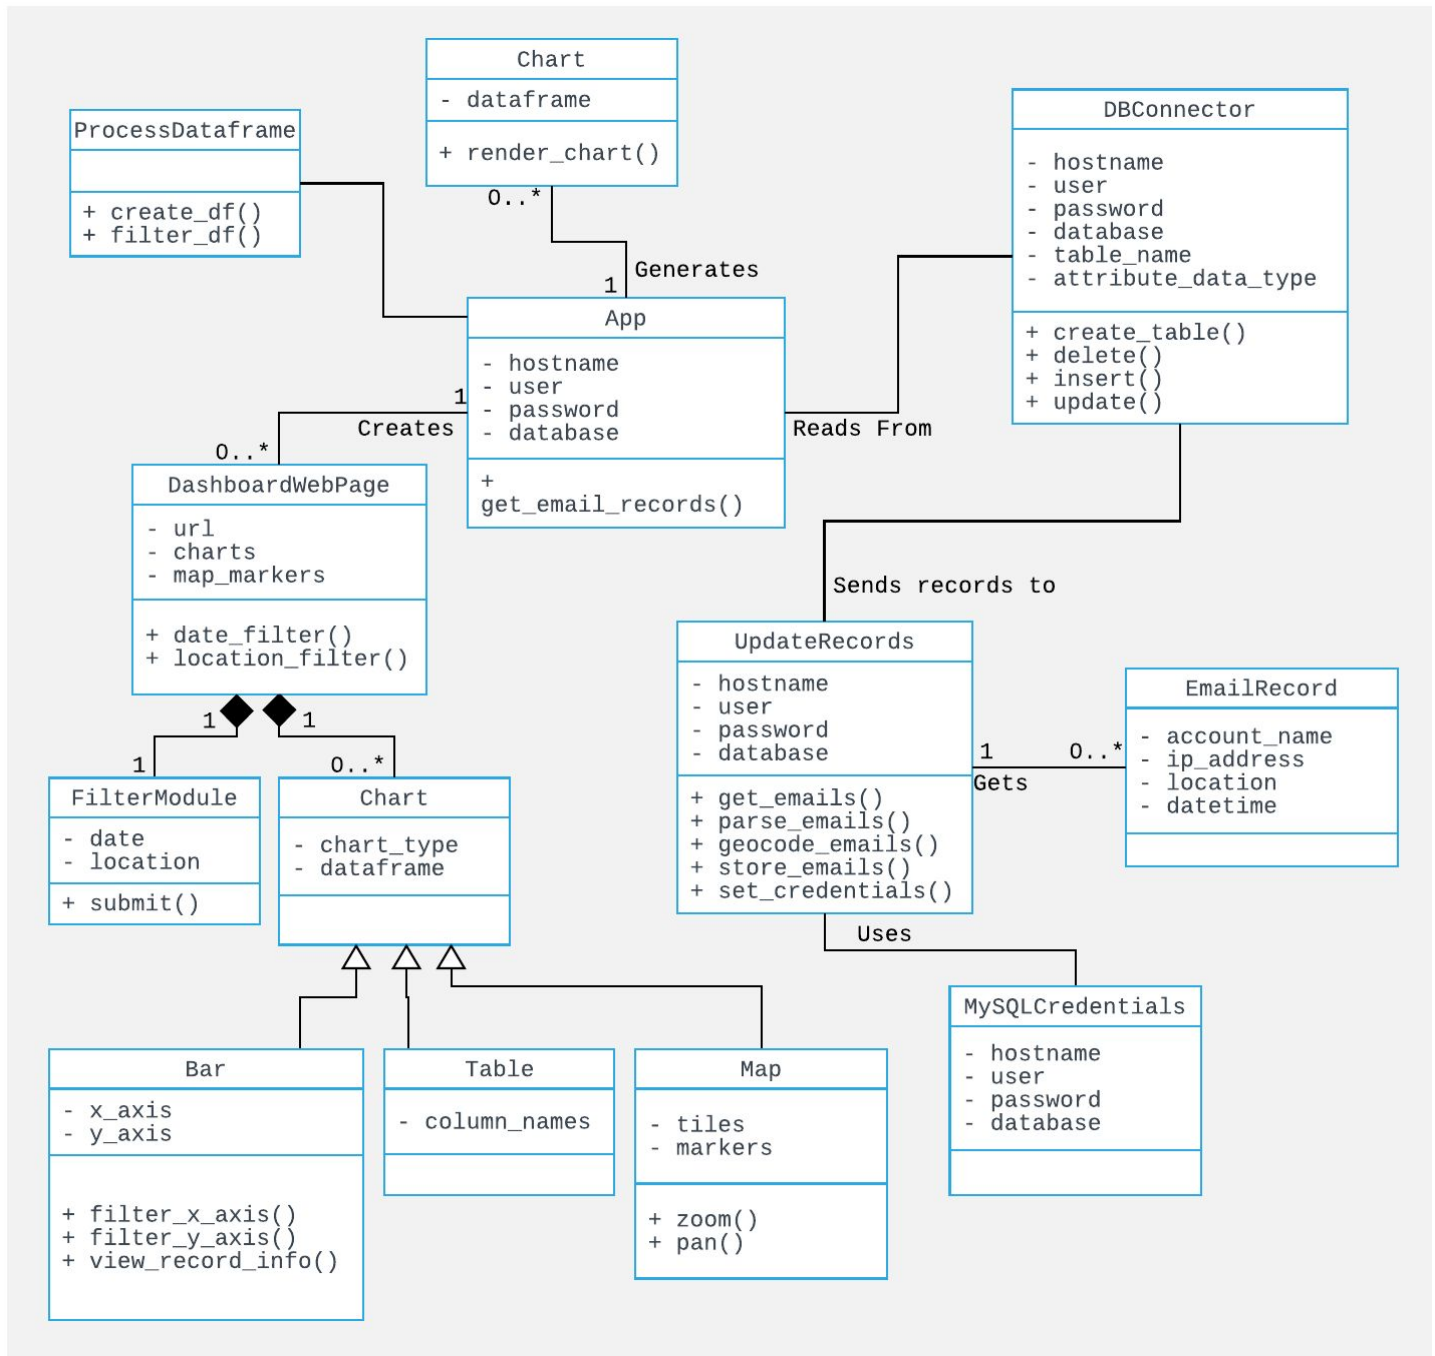 Chart
- dataframe
+ render_chart()
0..*
Generates
1
ProcessDataframe
+ create_df()
+ filter_df()
DBConnector
- hostname
- user
- password
- database
- table_name
- attribute_data_type
+ create_table()
+ delete()
+ insert()
+ update()
App
- hostname
- user
- password
- database
+
get_email_records()
1
Creates
0..*
Reads From
DashboardWebPage
- url
- charts
- map_markers
+ date_filter()
+ location_filter()
Sends records to
UpdateRecords
- hostname
- user
- password
- database
+ get_emails()
+ parse_emails()
+ geocode_emails()
+ store_emails()
+ set_credentials()
1
0..*
Gets
EmailRecord
- account_name
- ip_address
- location
- datetime
1
1
1
0..*
FilterModule
- date
- location
+ submit()
Chart
- chart_type
- dataframe
Uses
MySQLCredentials
- hostname
- user
- password
- database
Bar
- x_axis
- y_axis
+ filter_x_axis()
+ filter_y_axis()
+ view_record_info()
Table
- column_names
Map
- tiles
- markers
+ zoom()
+ pan()